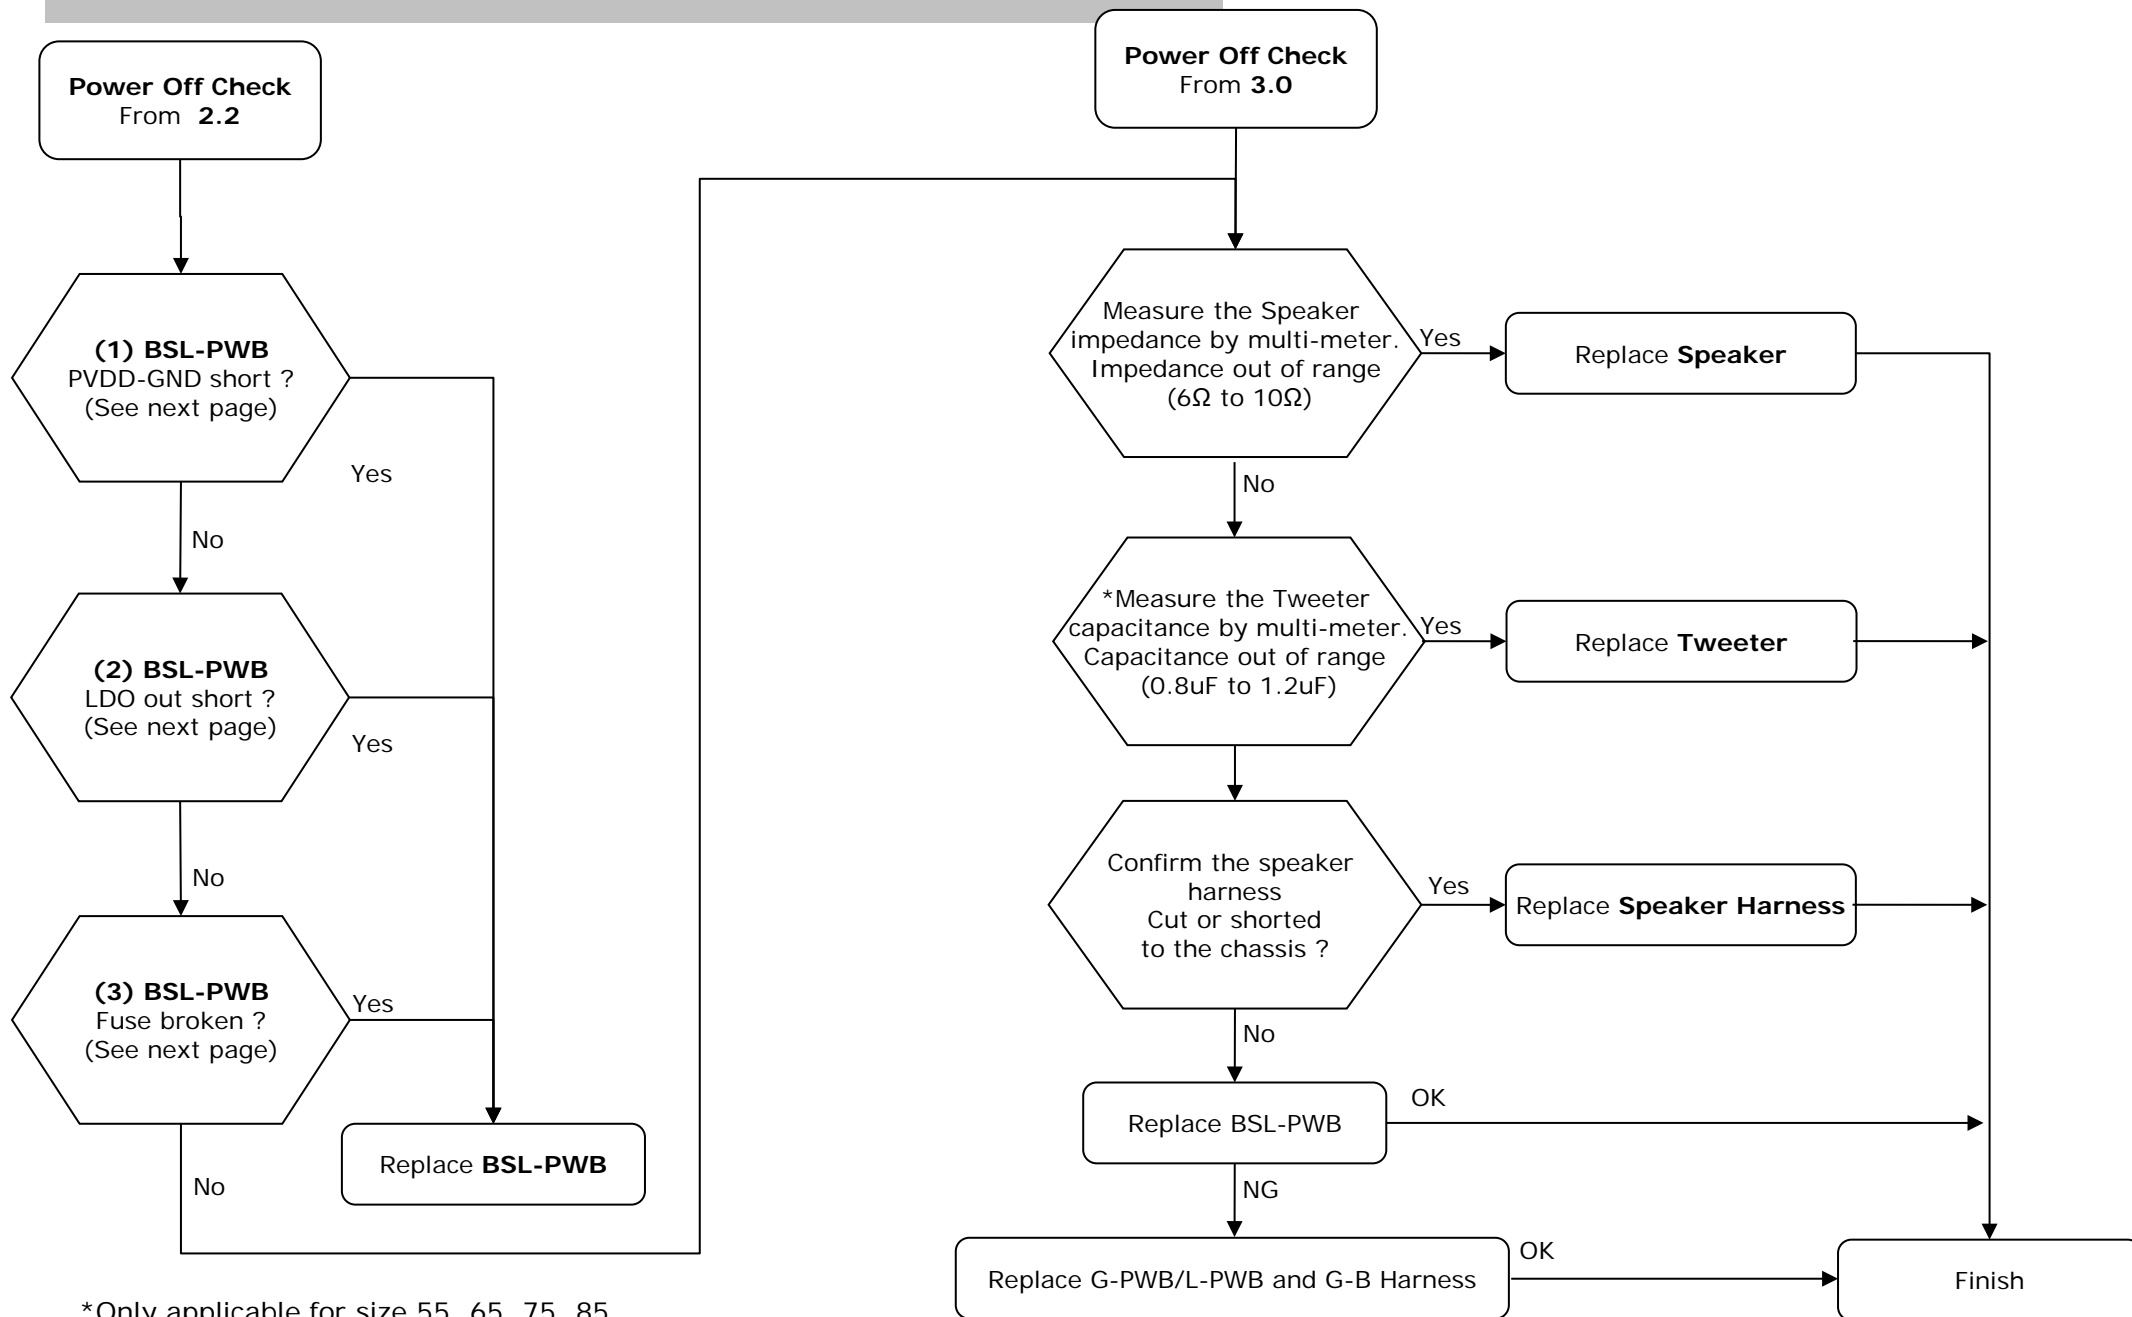 Power Off Check
From 2.2
(1) BSL-PWB
PVDD-GND short ?
(See next page)
Yes
No
(2) BSL-PWB
LDO out short ?
(See next page)
Yes
No
(3) BSL-PWB
Fuse broken ?
(See next page)
Yes
No
Replace BSL-PWB
*Only applicable for size 55, 65, 75, 85
Power Off Check
From 3.0
Measure the Speaker
impedance by multi-meter.
Impedance out of range
(6Ω to 10Ω)
Yes
Replace Speaker
No
*Measure the Tweeter
capacitance by multi-meter.
Capacitance out of range
(0.8uF to 1.2uF)
Yes
Replace Tweeter
Confirm the speaker
harness
Cut or shorted
to the chassis ?
Yes
Replace Speaker Harness
No
Replace BSL-PWB
OK
NG
Replace G-PWB/L-PWB and G-B Harness
OK
Finish